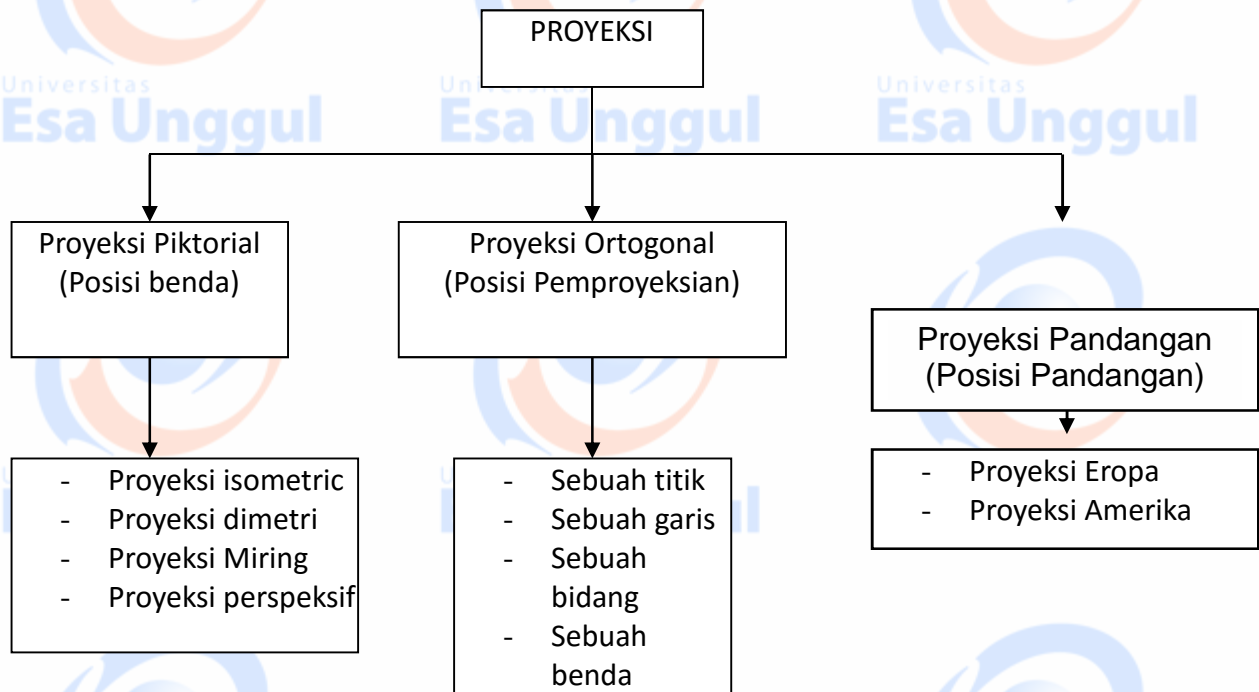 PROYEKSI
Universitas
Esa Unggul
Universitas
Esa Unggul
Universitas
Esa Unggul
Proyeksi Piktorial
(Posisi benda)
Proyeksi Ortogonal
(Posisi Pemproyeksian)
Proyeksi Pandangan
(Posisi Pandangan)
- Proyeksi isometric
- Proyeksi dimetri
- Proyeksi Miring
- Proyeksi perspeksif
- Sebuah titik
- Sebuah garis
- Sebuah
bidang
- Sebuah
benda
- Proyeksi Eropa
- Proyeksi Amerika